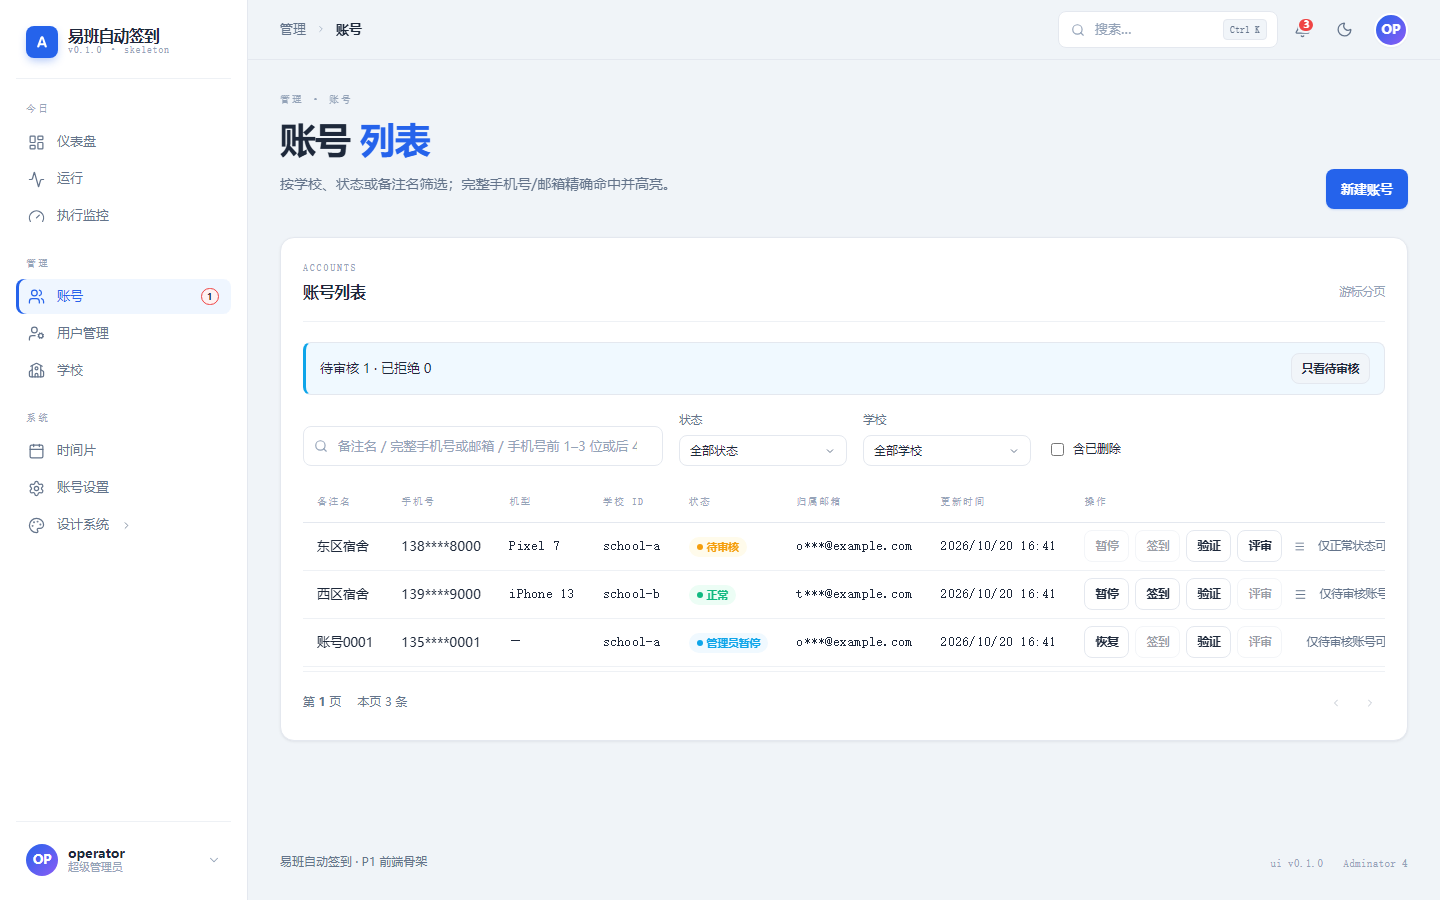 A
易班自动签到
v0.1.0 • skeleton
今日
仪表盘
运行
执行监控
管理
账号 1
用户管理
学校
系统
时间片
账号设置
设计系统
OP
operator
超级管理员
管理 › 账号
搜索... Ctrl K
3
OP
管理 • 账号
账号 列表
按学校、状态或备注名筛选；完整手机号/邮箱精确命中并高亮。
新建账号
ACCOUNTS
账号列表
游标分页
待审核 1 · 已拒绝 0
只看待审核
状态
学校
备注名 / 完整手机号或邮箱 / 手机号前 1–3 位或后 4
全部状态
全部学校
含已删除
备注名 手机号 机型 学校 ID 状态 归属邮箱 更新时间 操作
东区宿舍 138****8000 Pixel 7 school-a 待审核 o***@example.com 2026/10/20 16:41 暂停 签到 验证 评审 ☰ 仅正常状态可
西区宿舍 139****9000 iPhone 13 school-b 正常 t***@example.com 2026/10/20 16:41 暂停 签到 验证 评审 ☰ 仅待审核账号
账号0001 135****0001 — school-a 管理员暂停 o***@example.com 2026/10/20 16:41 恢复 签到 验证 评审 仅待审核账号可
第 1 页 本页 3 条
‹ ›
易班自动签到 · P1 前端骨架
ui v0.1.0 Adminator 4